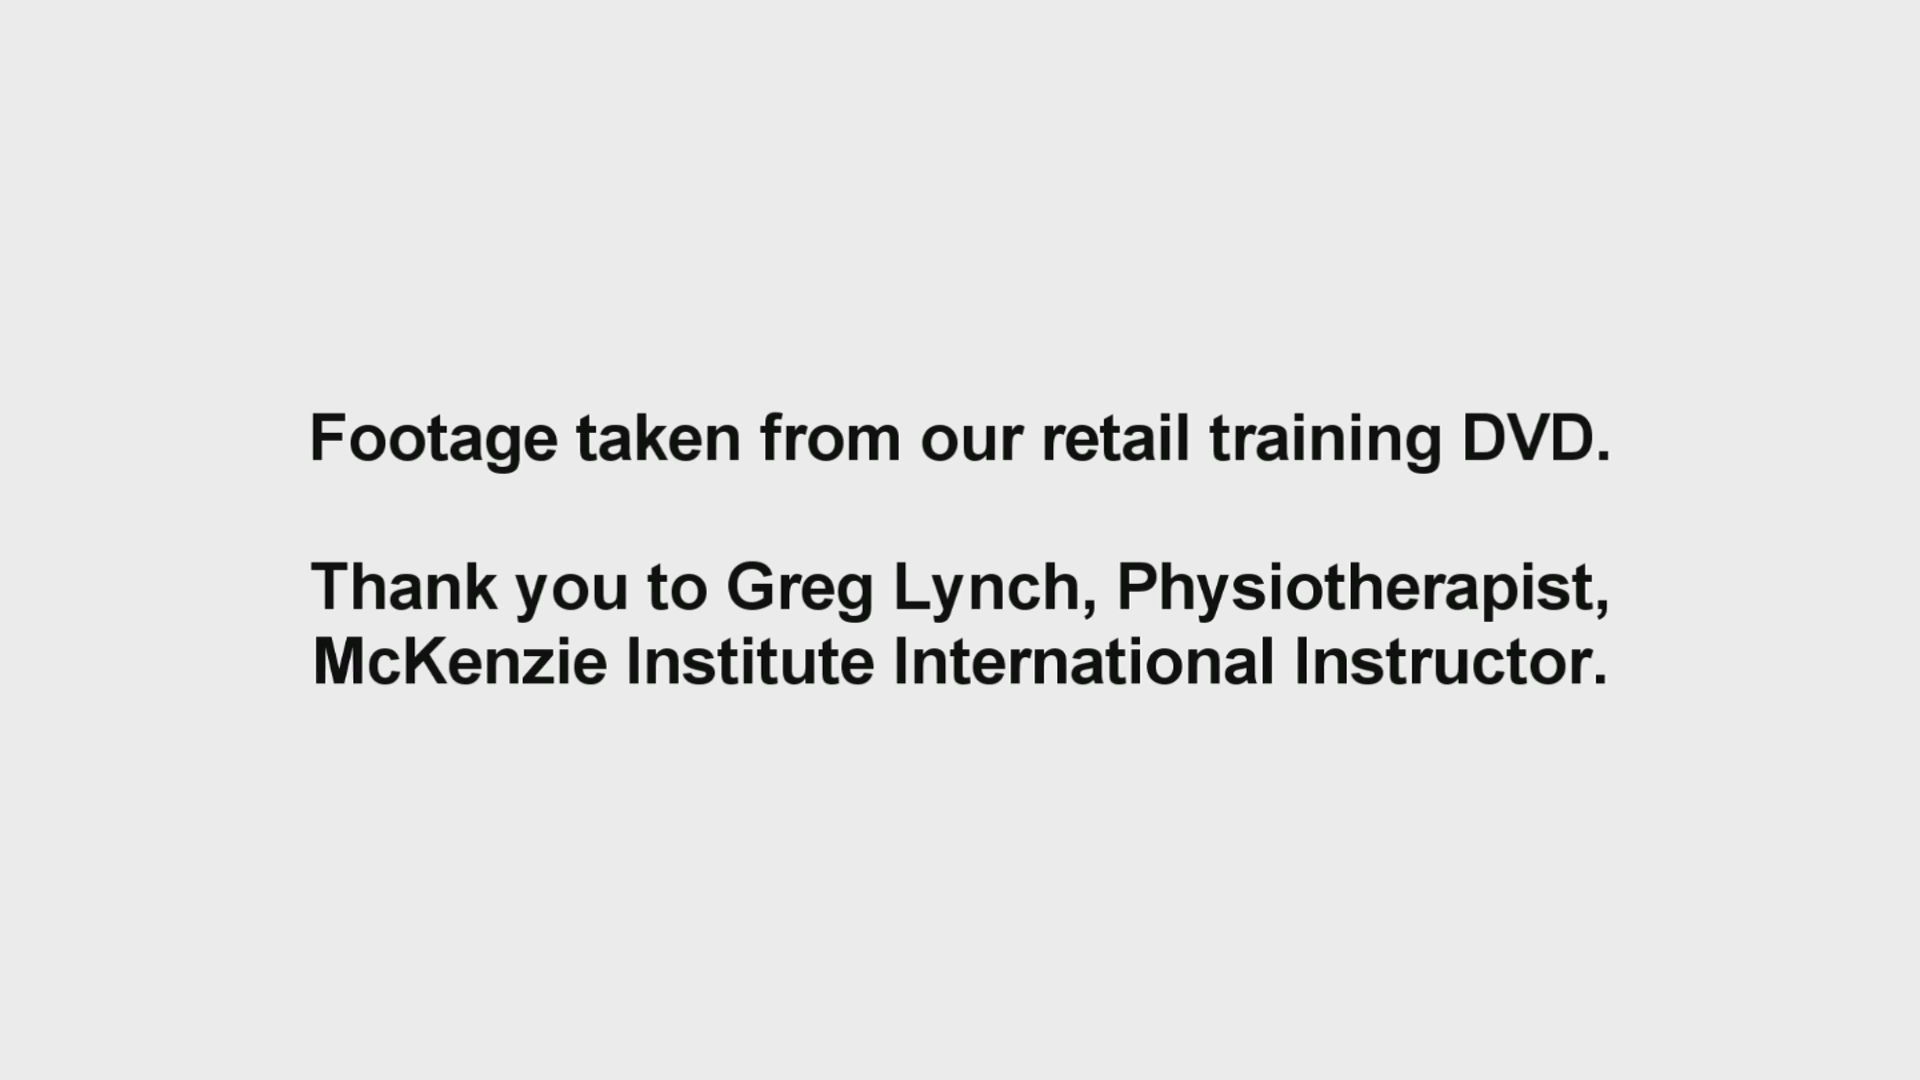 Footage taken from our retail training DVD.
Thank you to Greg Lynch, Physiotherapist,
McKenzie Institute International Instructor.